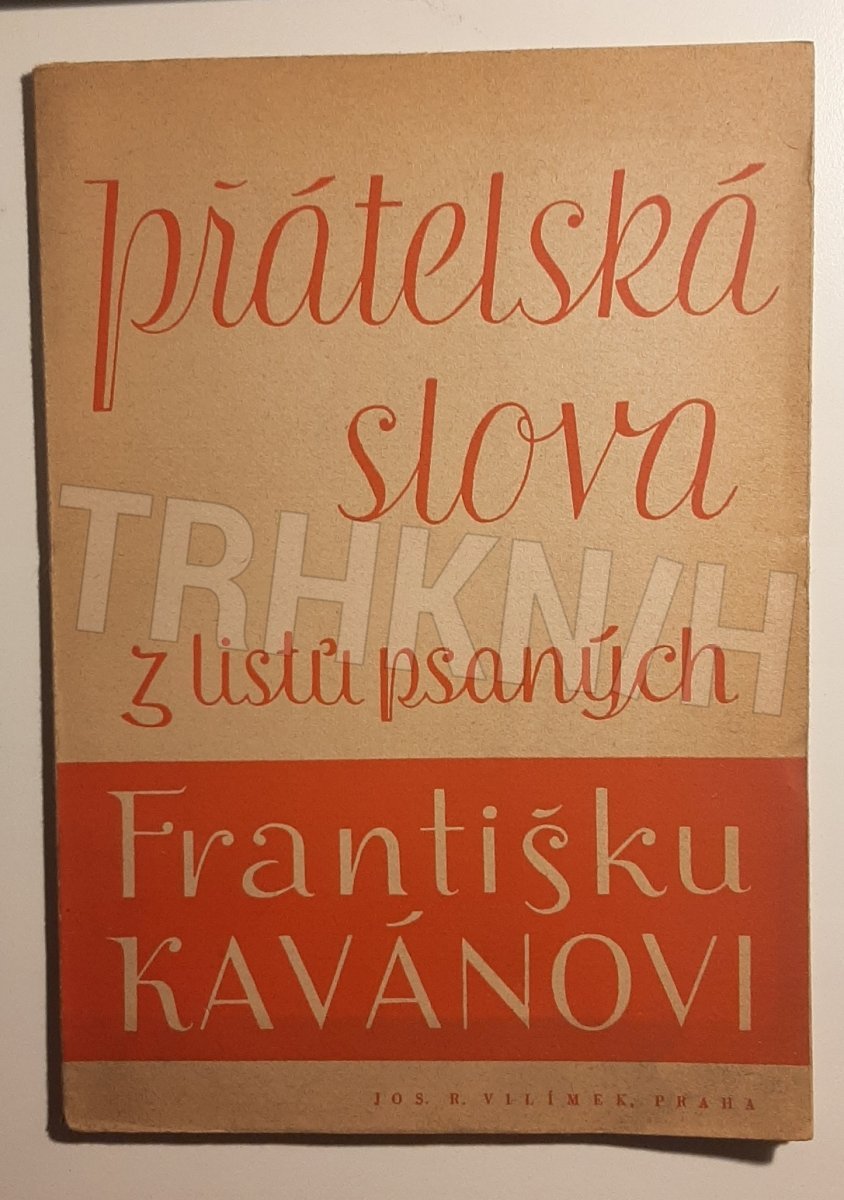 přátelská
slova
TRHKNIH
z listů psaných
Františku
KAVÁNOVI
JOS. R. VILÍMEK, PRAHA